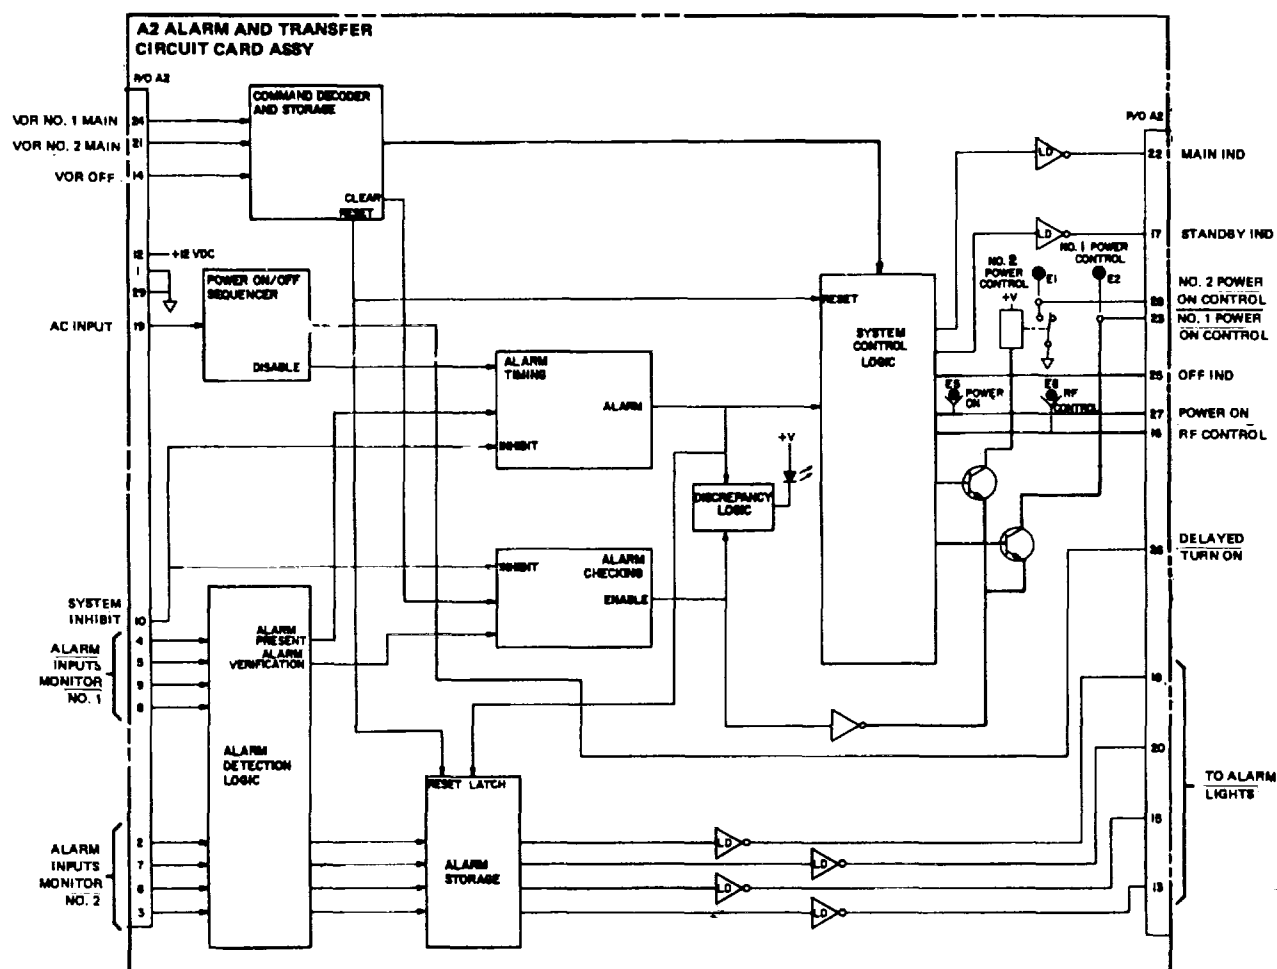 A2 ALARM AND TRANSFER
CIRCUIT CARD ASSY
P/O A2
P/O A2
VOR NO. 1 MAIN
24
VOR NO. 2 MAIN
21
VOR OFF
14
COMMAND DECODER
AND STORAGE
CLEAR
RESET
12
+12 VDC
1
29
AC INPUT
19
POWER ON/OFF
SEQUENCER
DISABLE
ALARM
TIMING
ALARM
INHIBIT
ALARM
CHECKING
INHIBIT
ENABLE
DISCREPANCY
LOGIC
+V
RESET
SYSTEM
CONTROL
LOGIC
LD
22
MAIN IND
LD
17
STANDBY IND
NO. 2
POWER
CONTROL
+V
NO. 1 POWER
CONTROL
E1
E2
NO. 2 POWER
ON CONTROL
NO. 1 POWER
ON CONTROL
23
25
OFF IND
E5
POWER
ON
E6
RF
CONTROL
27
POWER ON
RF CONTROL
DELAYED
TURN ON
SYSTEM
INHIBIT
10
ALARM
INPUTS
MONITOR
NO. 1
4
5
9
8
ALARM
PRESENT
ALARM
VERIFICATION
ALARM
DETECTION
LOGIC
ALARM
INPUTS
MONITOR
NO. 2
2
7
6
3
RESET LATCH
ALARM
STORAGE
LD
LD
LD
LD
20
15
13
TO ALARM
LIGHTS